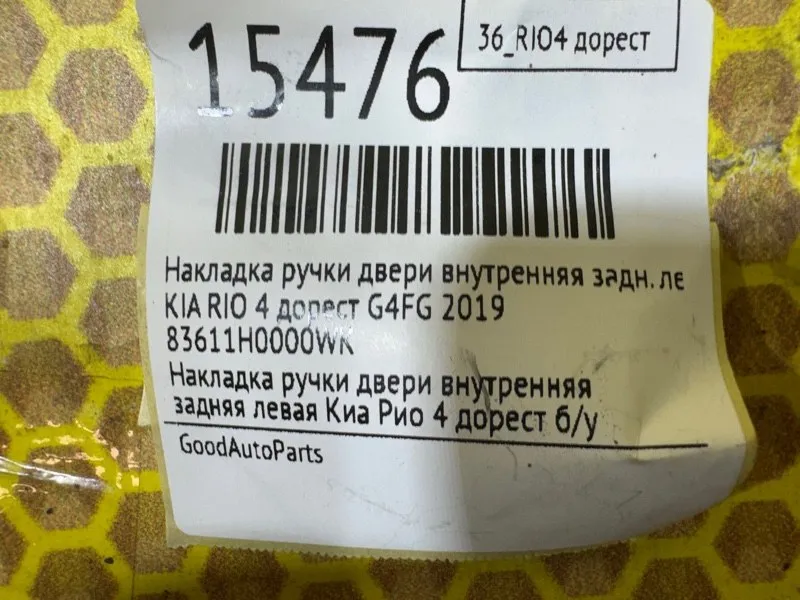 15476
36_RIO4 дорест
Накладка ручки двери внутренняя задн. ле
KIA RIO 4 дорест G4FG 2019
83611H0000WK
Накладка ручки двери внутренняя
задняя левая Киа Рио 4 дорест б/у
GoodAutoParts